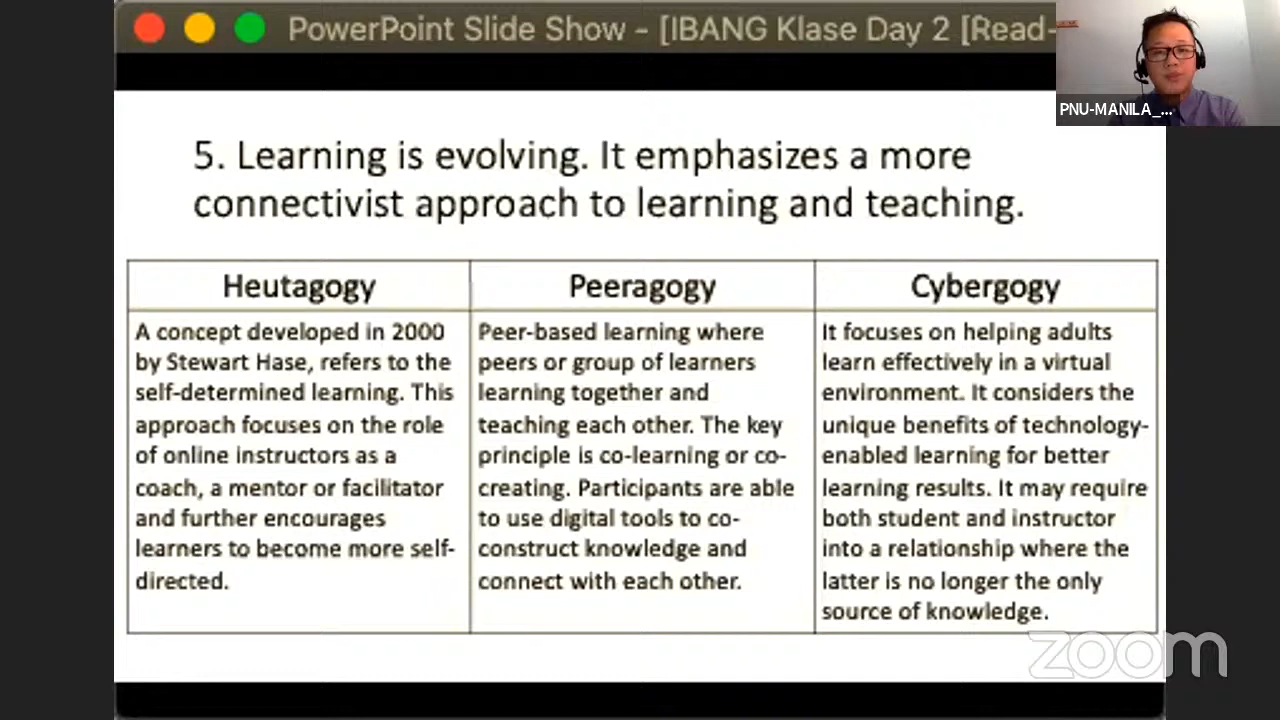 PowerPoint Slide Show - [IBANG Klase Day 2 [Read-
PNU-MANILA_...
5. Learning is evolving. It emphasizes a more
connectivist approach to learning and teaching.
Heutagogy
A concept developed in 2000
by Stewart Hase, refers to the
self-determined learning. This
approach focuses on the role
of online instructors as a
coach, a mentor or facilitator
and further encourages
learners to become more self-
directed.
Peeragogy
Peer-based learning where
peers or group of learners
learning together and
teaching each other. The key
principle is co-learning or co-
creating. Participants are able
to use digital tools to co-
construct knowledge and
connect with each other.
Cybergogy
It focuses on helping adults
learn effectively in a virtual
environment. It considers the
unique benefits of technology-
enabled learning for better
learning results. It may require
both student and instructor
into a relationship where the
latter is no longer the only
source of knowledge.
zoom